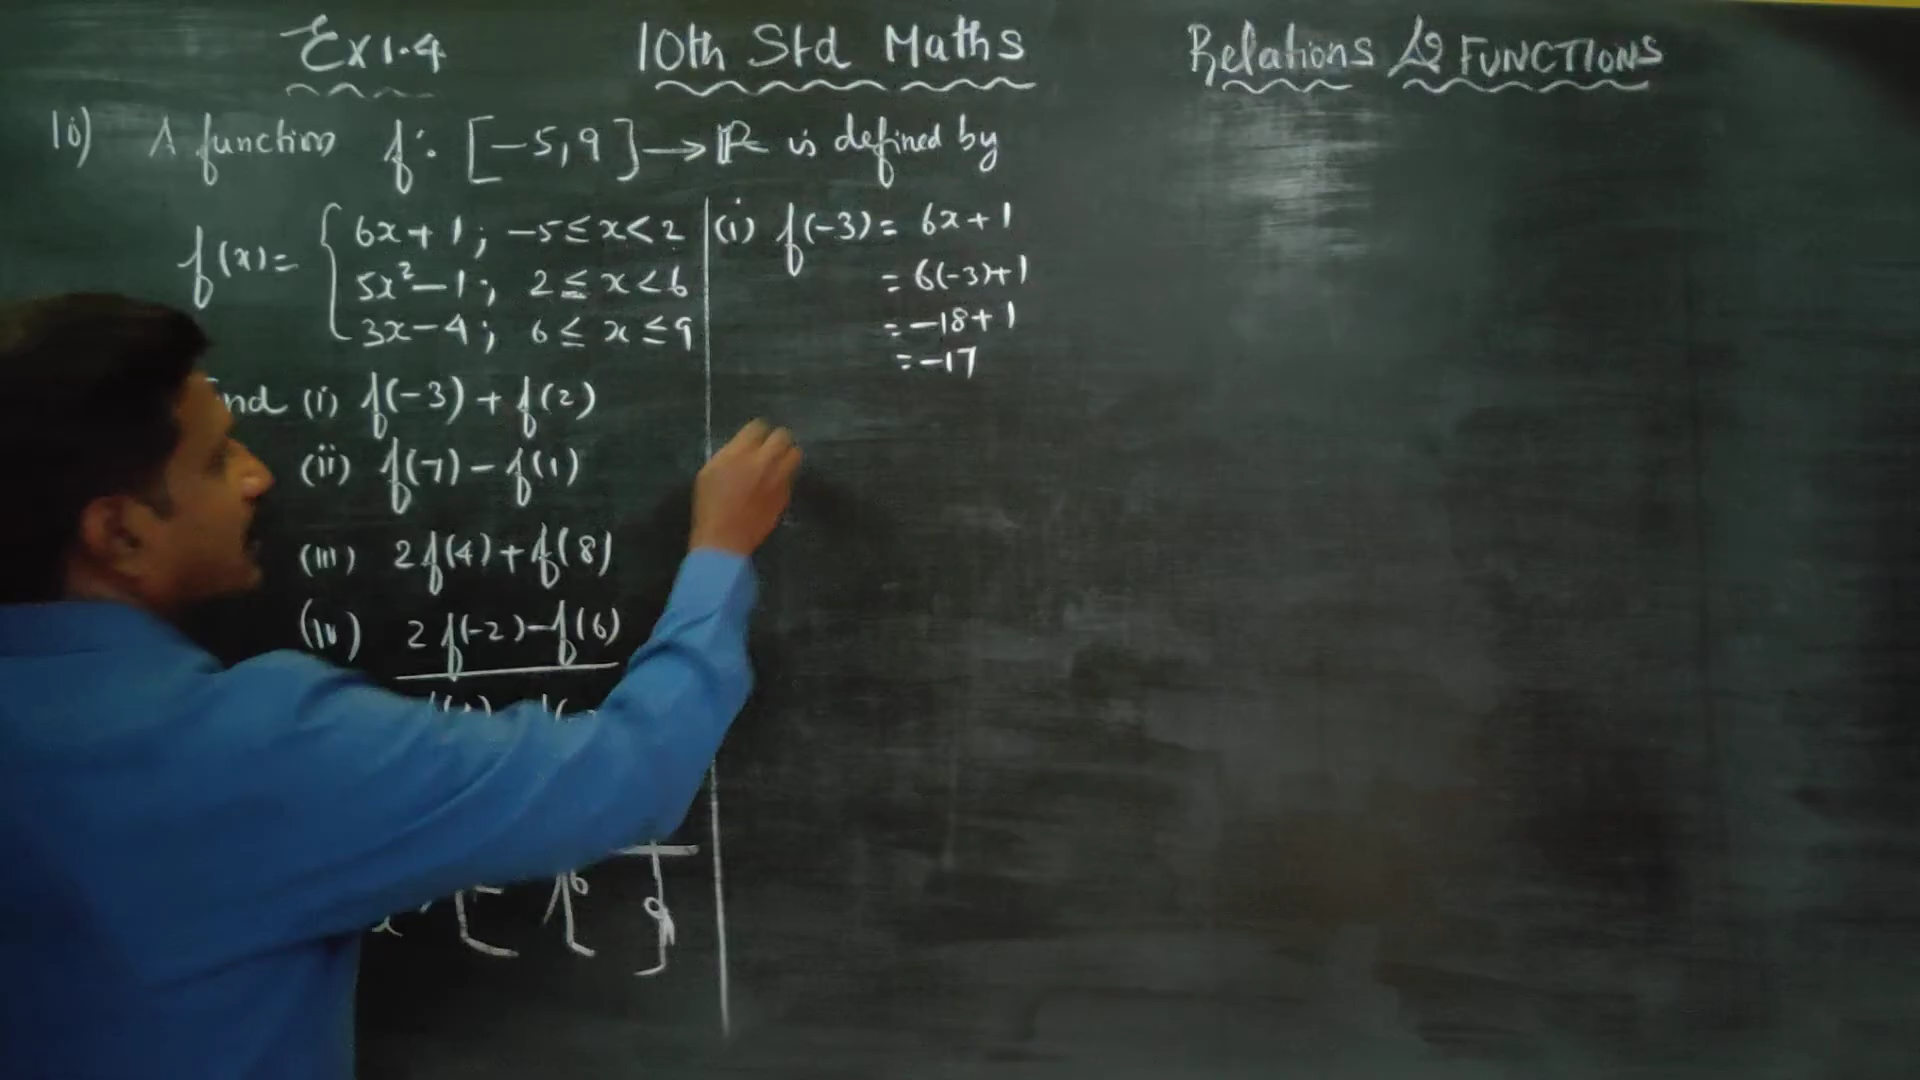 Ex 1.4 10th Std Maths Relations & FUNCTIONS
10) A function f: [-5,9] → R is defined by
f(x) = { 6x+1 ; -5 ≤ x < 2
5x²-1 ; 2 ≤ x < 6
3x-4 ; 6 ≤ x ≤ 9
(i) f(-3) + f(2)
(ii) f(7) - f(1)
(iii) 2f(4) + f(8)
(iv) 2f(-2) - f(6)
6
9
(i) f(-3) = 6x+1
= 6(-3)+1
= -18+1
= -17